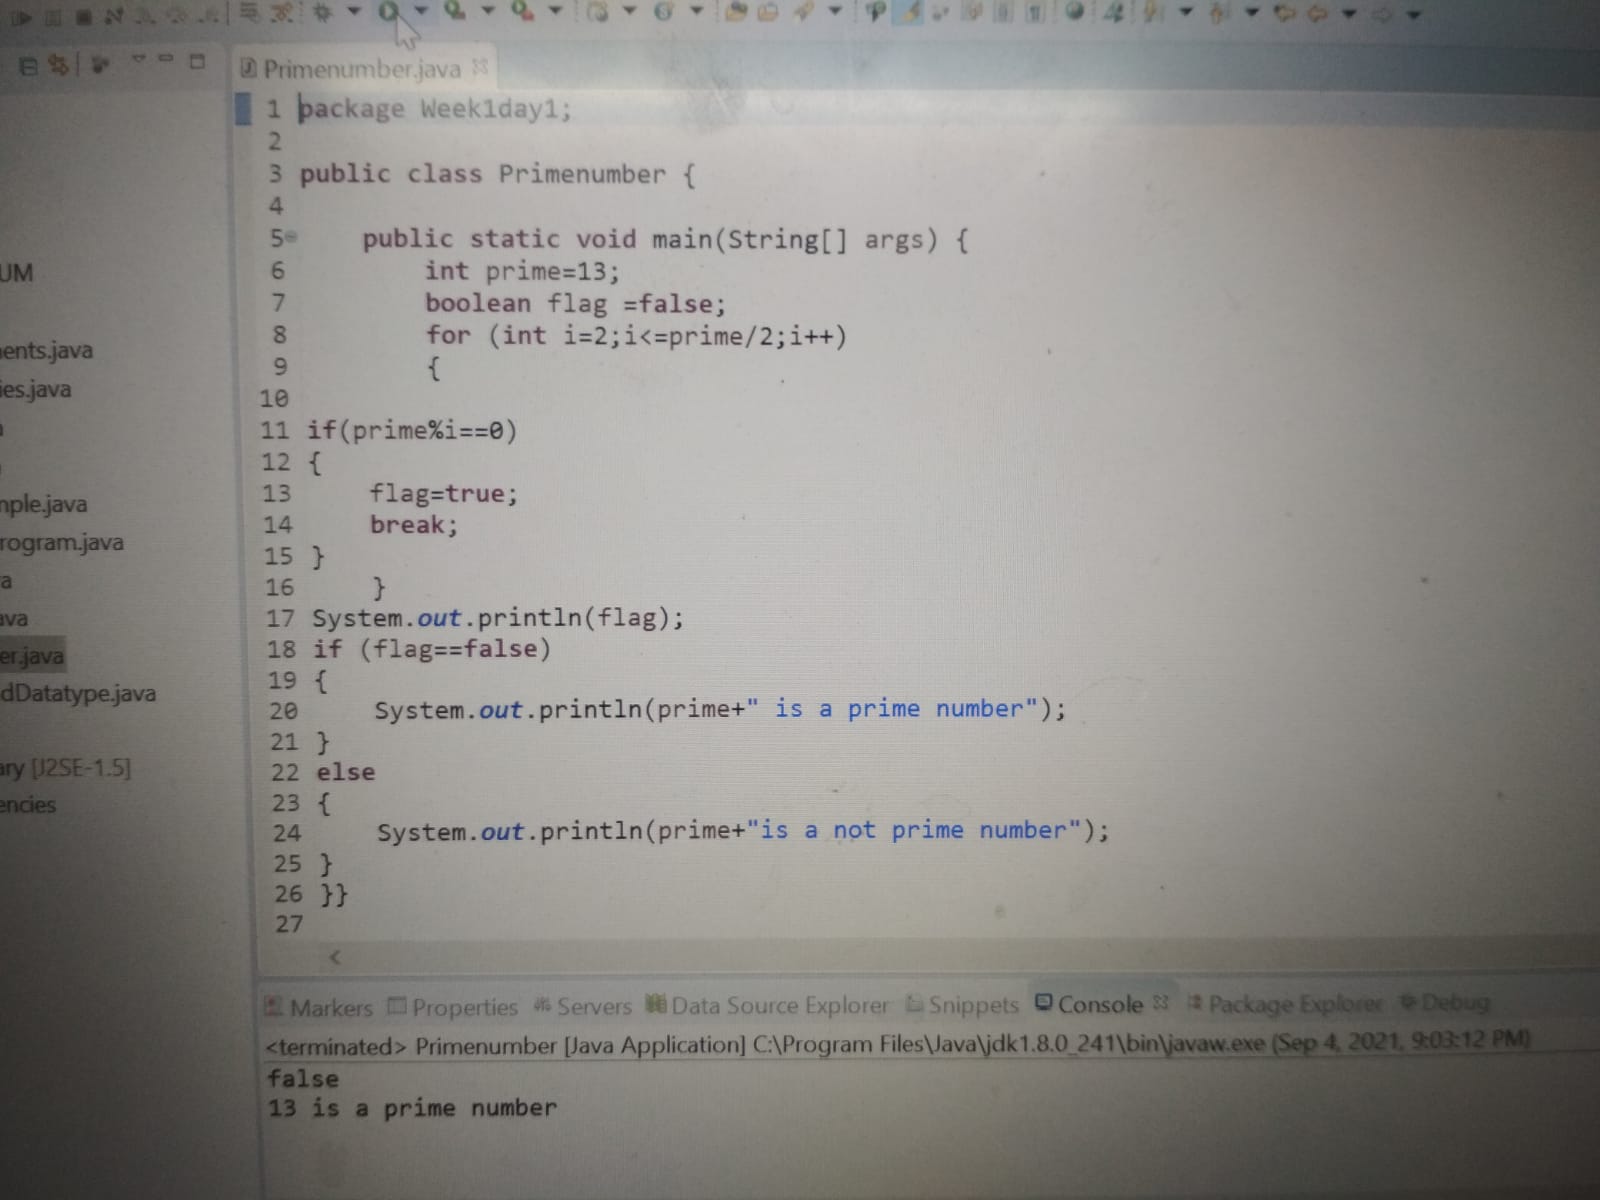 Primenumber.java
1 package Week1day1;
2
3 public class Primenumber {
4
5 public static void main(String[] args) {
6 int prime=13;
7 boolean flag =false;
8 for (int i=2;i<=prime/2;i++)
9 {
10
11 if(prime%i==0)
12 {
13 flag=true;
14 break;
15 }
16 }
17 System.out.println(flag);
18 if (flag==false)
19 {
20 System.out.println(prime+" is a prime number");
21 }
22 else
23 {
24 System.out.println(prime+"is a not prime number");
25 }
26 }}
27
UM
ents.java
ies.java
a
mple.java
rogram.java
a
ava
er.java
dDatatype.java
ary [J2SE-1.5]
encies
Markers Properties Servers Data Source Explorer Snippets Console Package Explorer Debug
<terminated> Primenumber [Java Application] C:\Program Files\Java\jdk1.8.0_241\bin\javaw.exe (Sep 4, 2021, 9:03:12 PM)
false
13 is a prime number